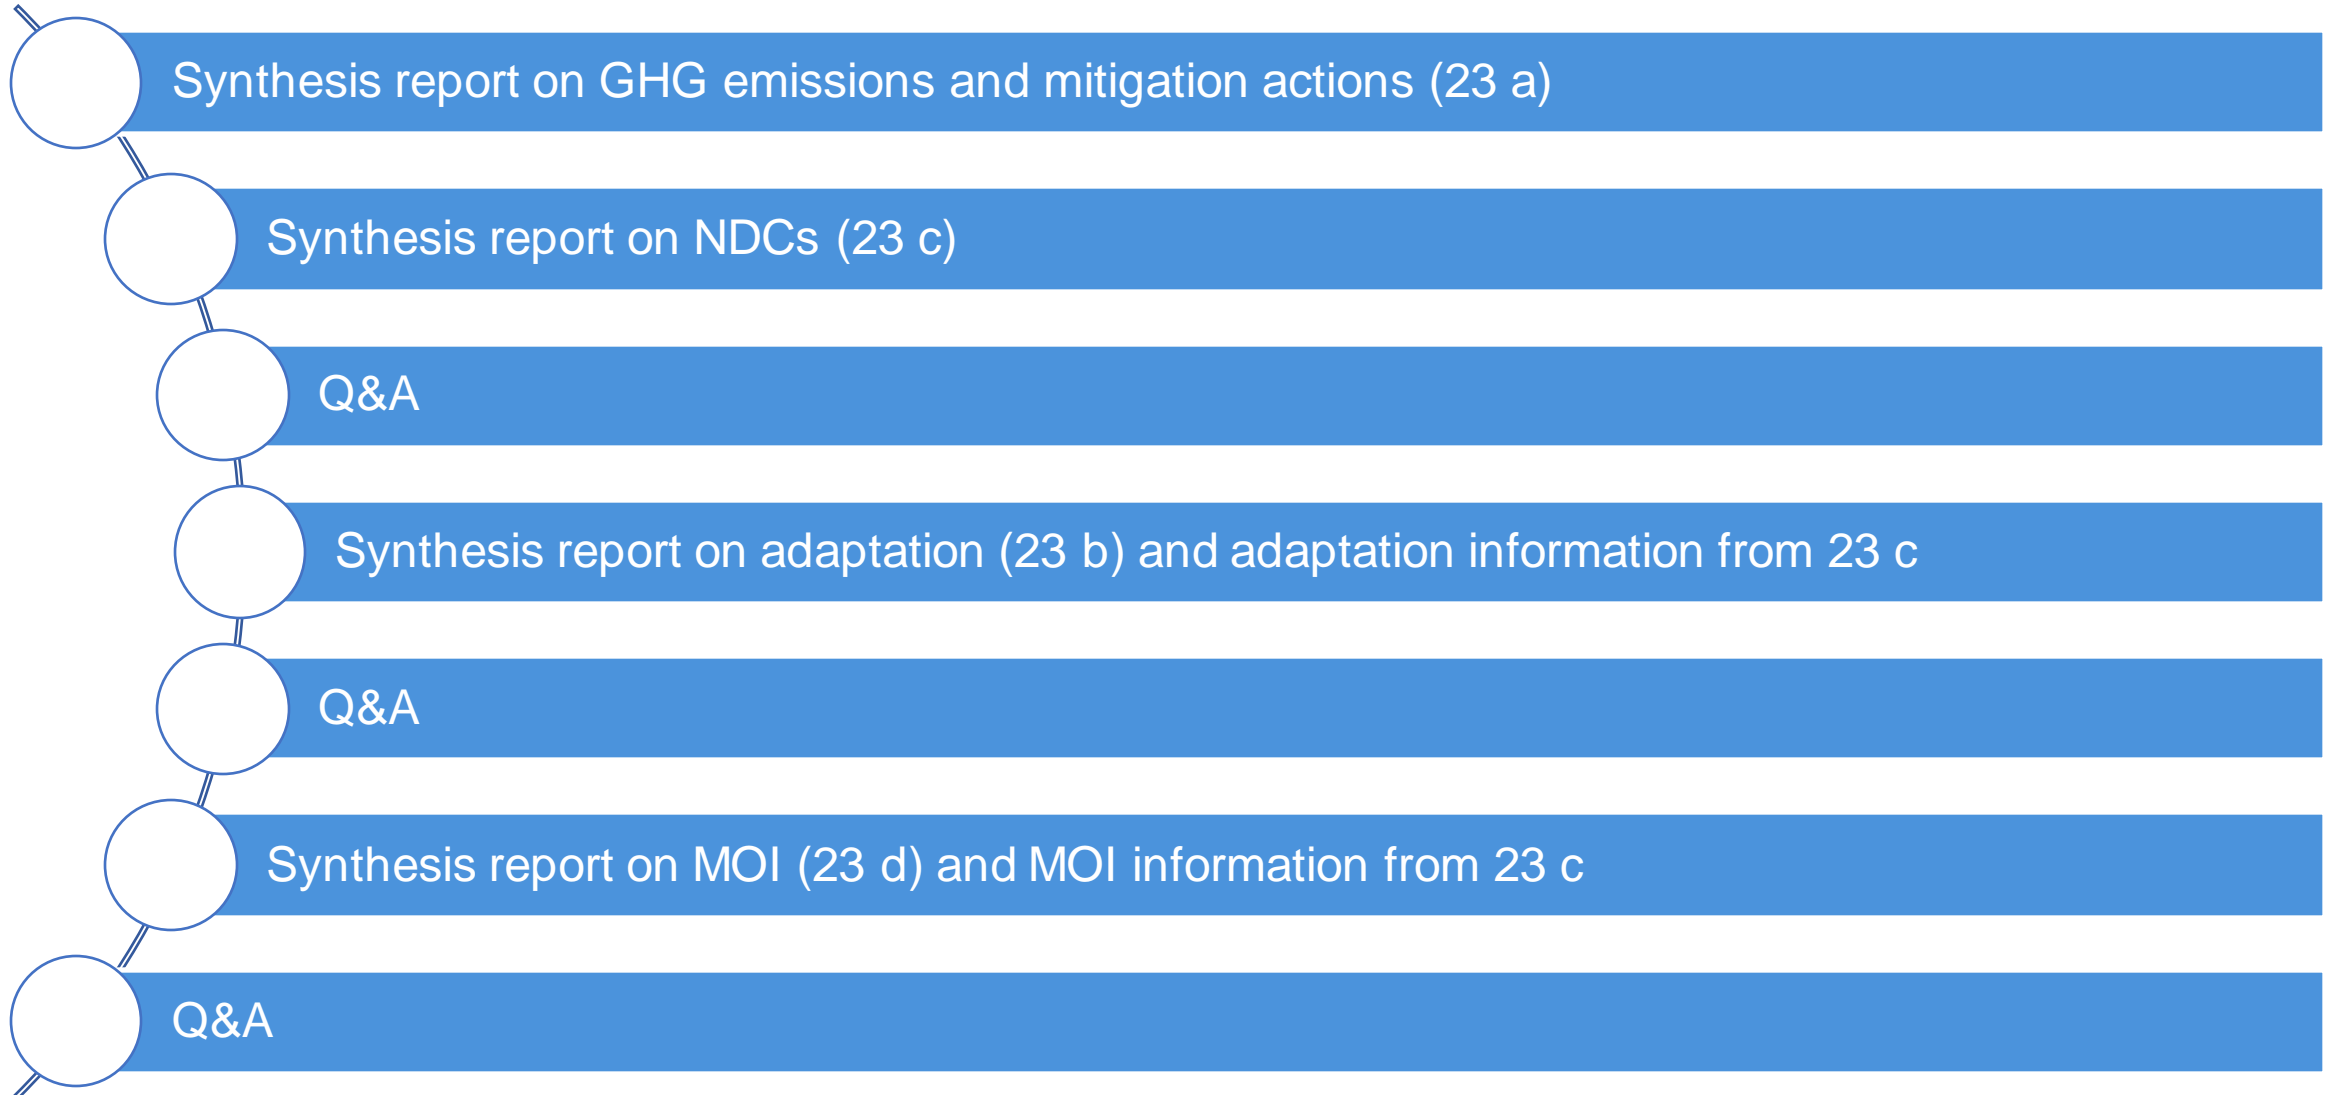 Synthesis report on GHG emissions and mitigation actions (23 a)
Synthesis report on NDCs (23 c)
Q&A
Synthesis report on adaptation (23 b) and adaptation information from 23 c
Q&A
Synthesis report on MOI (23 d) and MOI information from 23 c
Q&A